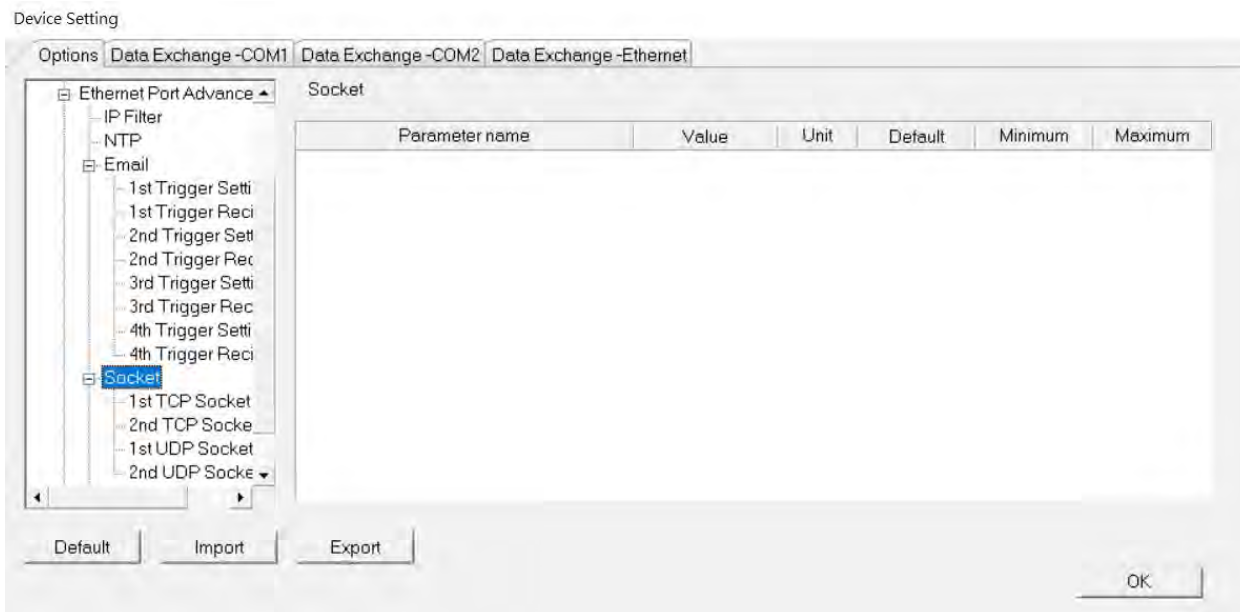 Device Setting
Options Data Exchange -COM1 Data Exchange -COM2 Data Exchange -Ethernet
Ethernet Port Advance
IP Filter
NTP
Email
1st Trigger Setti
1st Trigger Reci
2nd Trigger Sett
2nd Trigger Rec
3rd Trigger Setti
3rd Trigger Rec
4th Trigger Setti
4th Trigger Reci
Socket
1st TCP Socket
2nd TCP Socke
1st UDP Socket
2nd UDP Socke
Socket
Parameter name Value Unit Default Minimum Maximum
Default Import Export
OK